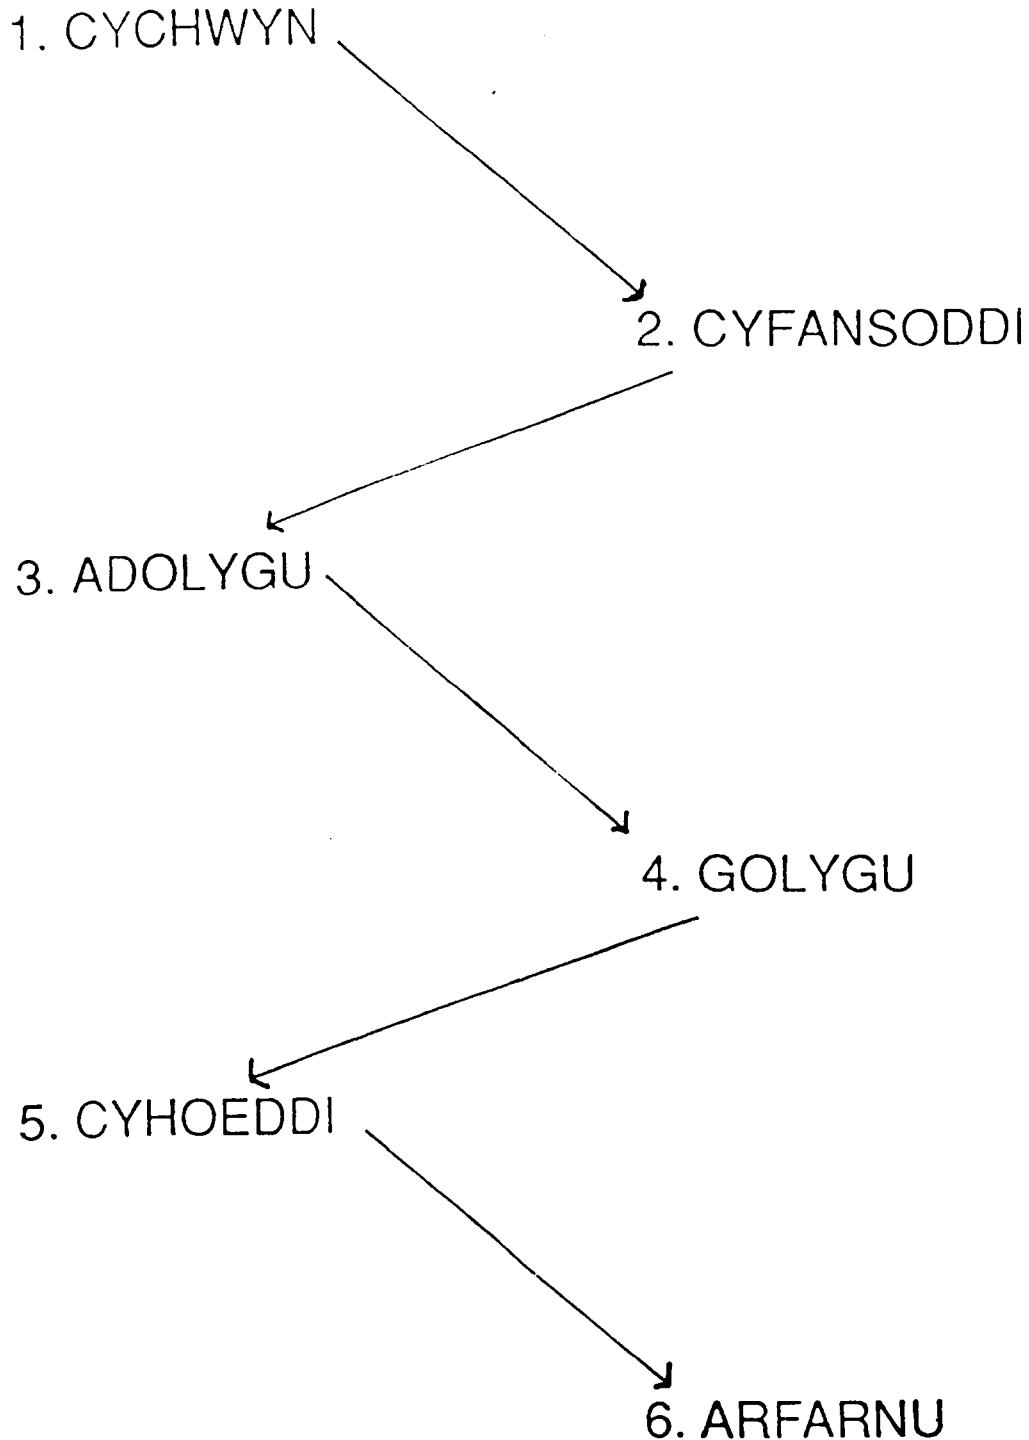 1. CYCHWYN
2. CYFANSODDI
3. ADOLYGU
4. GOLYGU
5. CYHOEDDI
6. ARFARNU